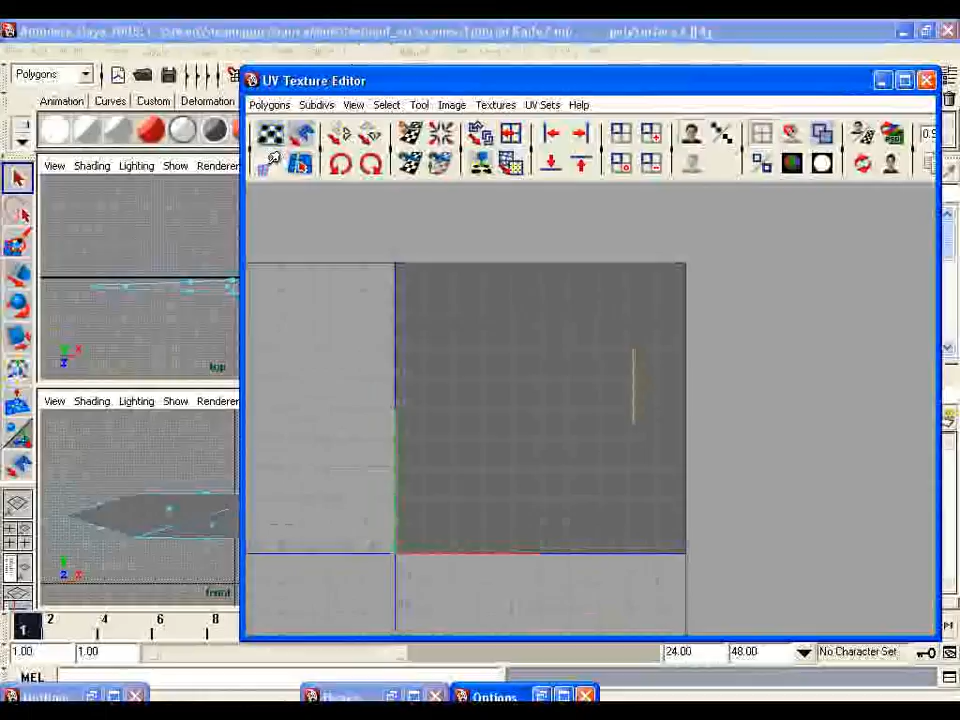 Polygons
Animation Curves Custom Deformation
UV Texture Editor
Polygons Subdivs View Select Tool Image Textures UV Sets Help
View Shading Lighting Show Renderer
top
View Shading Lighting Show Renderer
front
1 2 4 6 8
1.00 1.00 24.00 48.00 No Character Set
MEL
Options